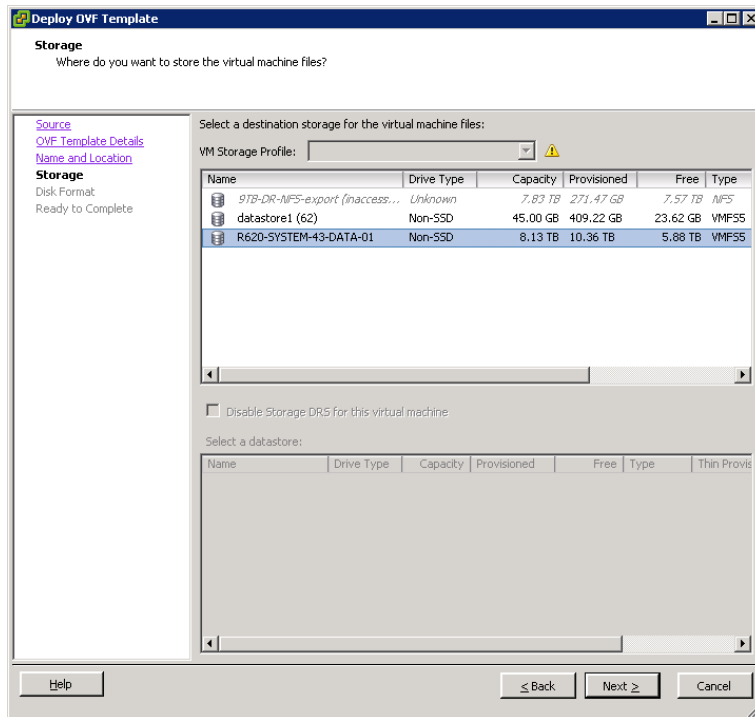 Deploy OVF Template
Storage
Where do you want to store the virtual machine files?
Source
OVF Template Details
Name and Location
Storage
Disk Format
Ready to Complete
Select a destination storage for the virtual machine files:
VM Storage Profile:
Name Drive Type Capacity Provisioned Free Type
9TB-DR-NFS-export (inaccess... Unknown 7.83 TB 271.47 GB 7.57 TB NFS
datastore1 (62) Non-SSD 45.00 GB 409.22 GB 23.62 GB VMFS5
R620-SYSTEM-43-DATA-01 Non-SSD 8.13 TB 10.36 TB 5.88 TB VMFS5
Disable Storage DRS for this virtual machine
Select a datastore:
Name Drive Type Capacity Provisioned Free Type Thin Provis
Help < Back Next > Cancel